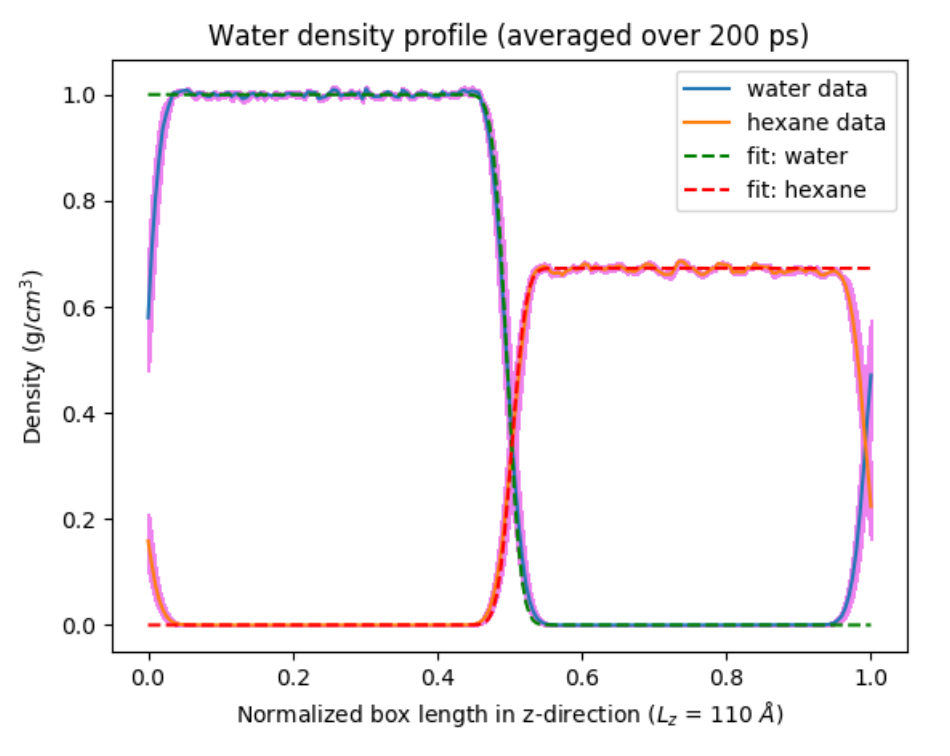 Water density profile (averaged over 200 ps)
water data
hexane data
fit: water
fit: hexane
Density (g/cm³)
1.0
0.8
0.6
0.4
0.2
0.0
0.0 0.2 0.4 0.6 0.8 1.0
Normalized box length in z-direction (L_z = 110 Å)